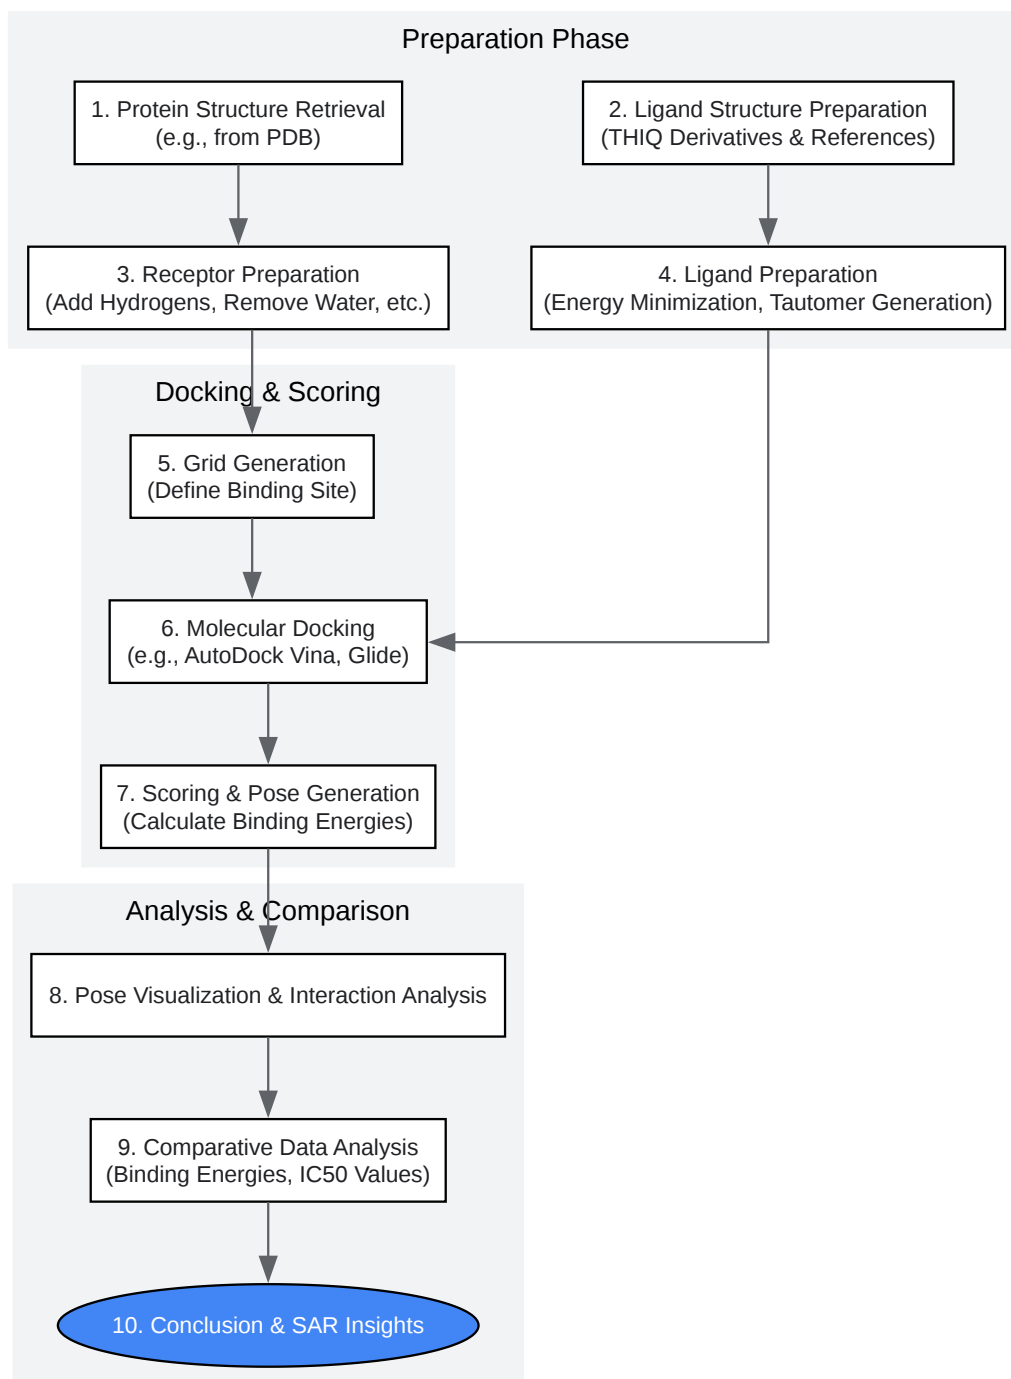 Preparation Phase
1. Protein Structure Retrieval
(e.g., from PDB)
2. Ligand Structure Preparation
(THIQ Derivatives & References)
3. Receptor Preparation
(Add Hydrogens, Remove Water, etc.)
4. Ligand Preparation
(Energy Minimization, Tautomer Generation)
Docking & Scoring
5. Grid Generation
(Define Binding Site)
6. Molecular Docking
(e.g., AutoDock Vina, Glide)
7. Scoring & Pose Generation
(Calculate Binding Energies)
Analysis & Comparison
8. Pose Visualization & Interaction Analysis
9. Comparative Data Analysis
(Binding Energies, IC50 Values)
10. Conclusion & SAR Insights